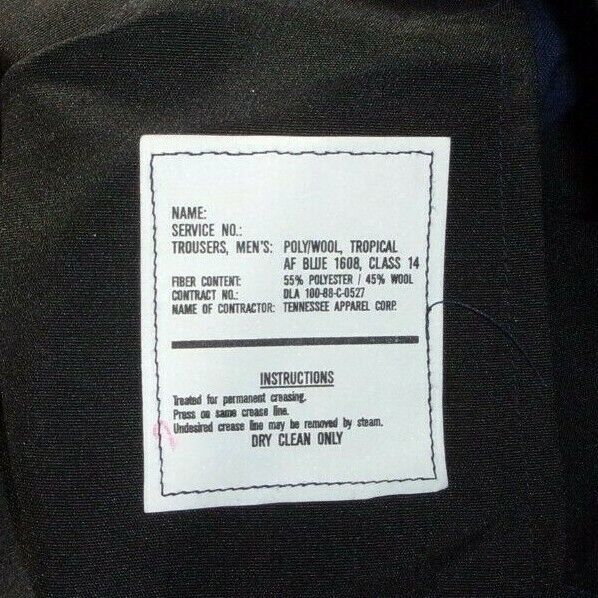 NAME:
SERVICE NO.:
TROUSERS, MEN'S: POLY/WOOL, TROPICAL
AF BLUE 1608, CLASS 14
FIBER CONTENT: 55% POLYESTER / 45% WOOL
CONTRACT NO.: DLA 100-88-C-0527
NAME OF CONTRACTOR: TENNESSEE APPAREL CORP.
INSTRUCTIONS
Treated for permanent creasing.
Press on same crease line.
Undesired crease line may be removed by steam.
DRY CLEAN ONLY